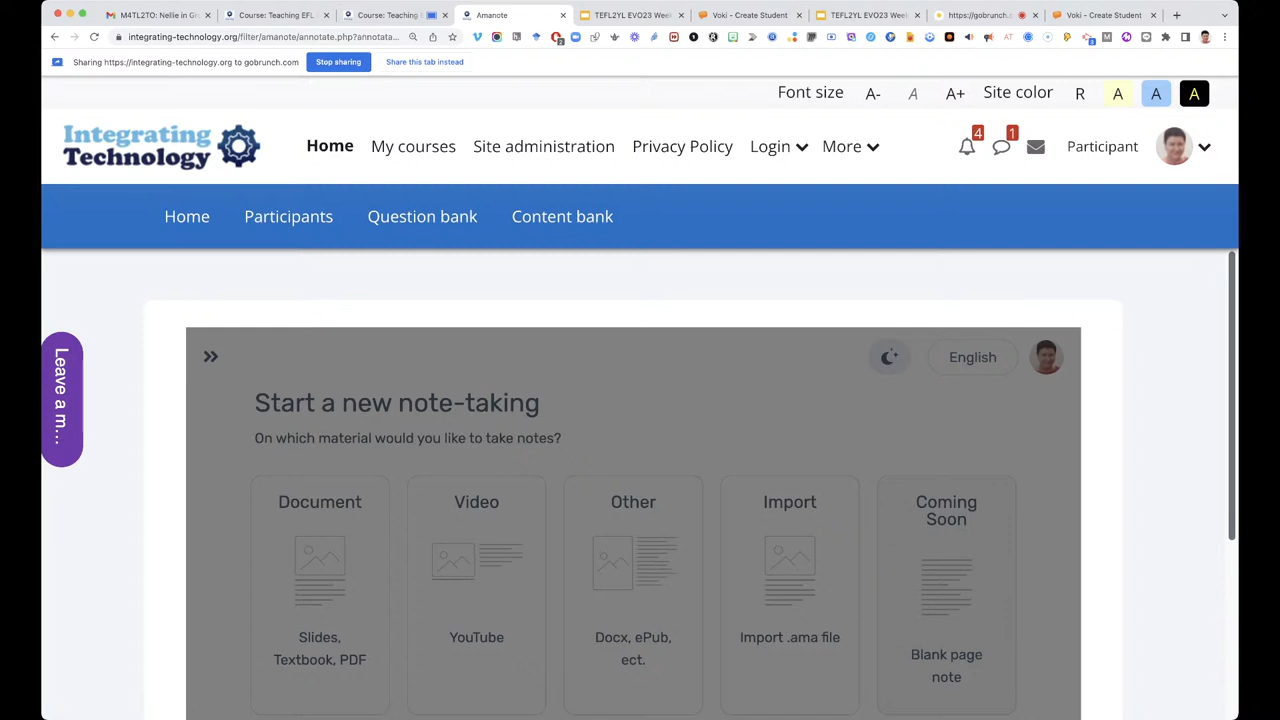 M4TL2TO: Nellie in G
Course: Teaching EFL
Course: Teaching
Amanote
TEFL2YL EVO23 Week
Voki - Create Student
TEFL2YL EVO23 Week
https://gobrunch.c
Voki - Create Student
integrating-technology.org/filter/amanote/annotate.php?annotata...
Sharing https://integrating-technology.org to gobrunch.com
Stop sharing
Share this tab instead
Font size A- A A+ Site color R A A A
Integrating
Technology
Home My courses Site administration Privacy Policy Login More
4 1
Participant
Home Participants Question bank Content bank
Leave a m...
English
Start a new note-taking
On which material would you like to take notes?
Document
Slides,
Textbook, PDF
Video
YouTube
Other
Docx, ePub,
ect.
Import
Import .ama file
Coming
Soon
Blank page
note